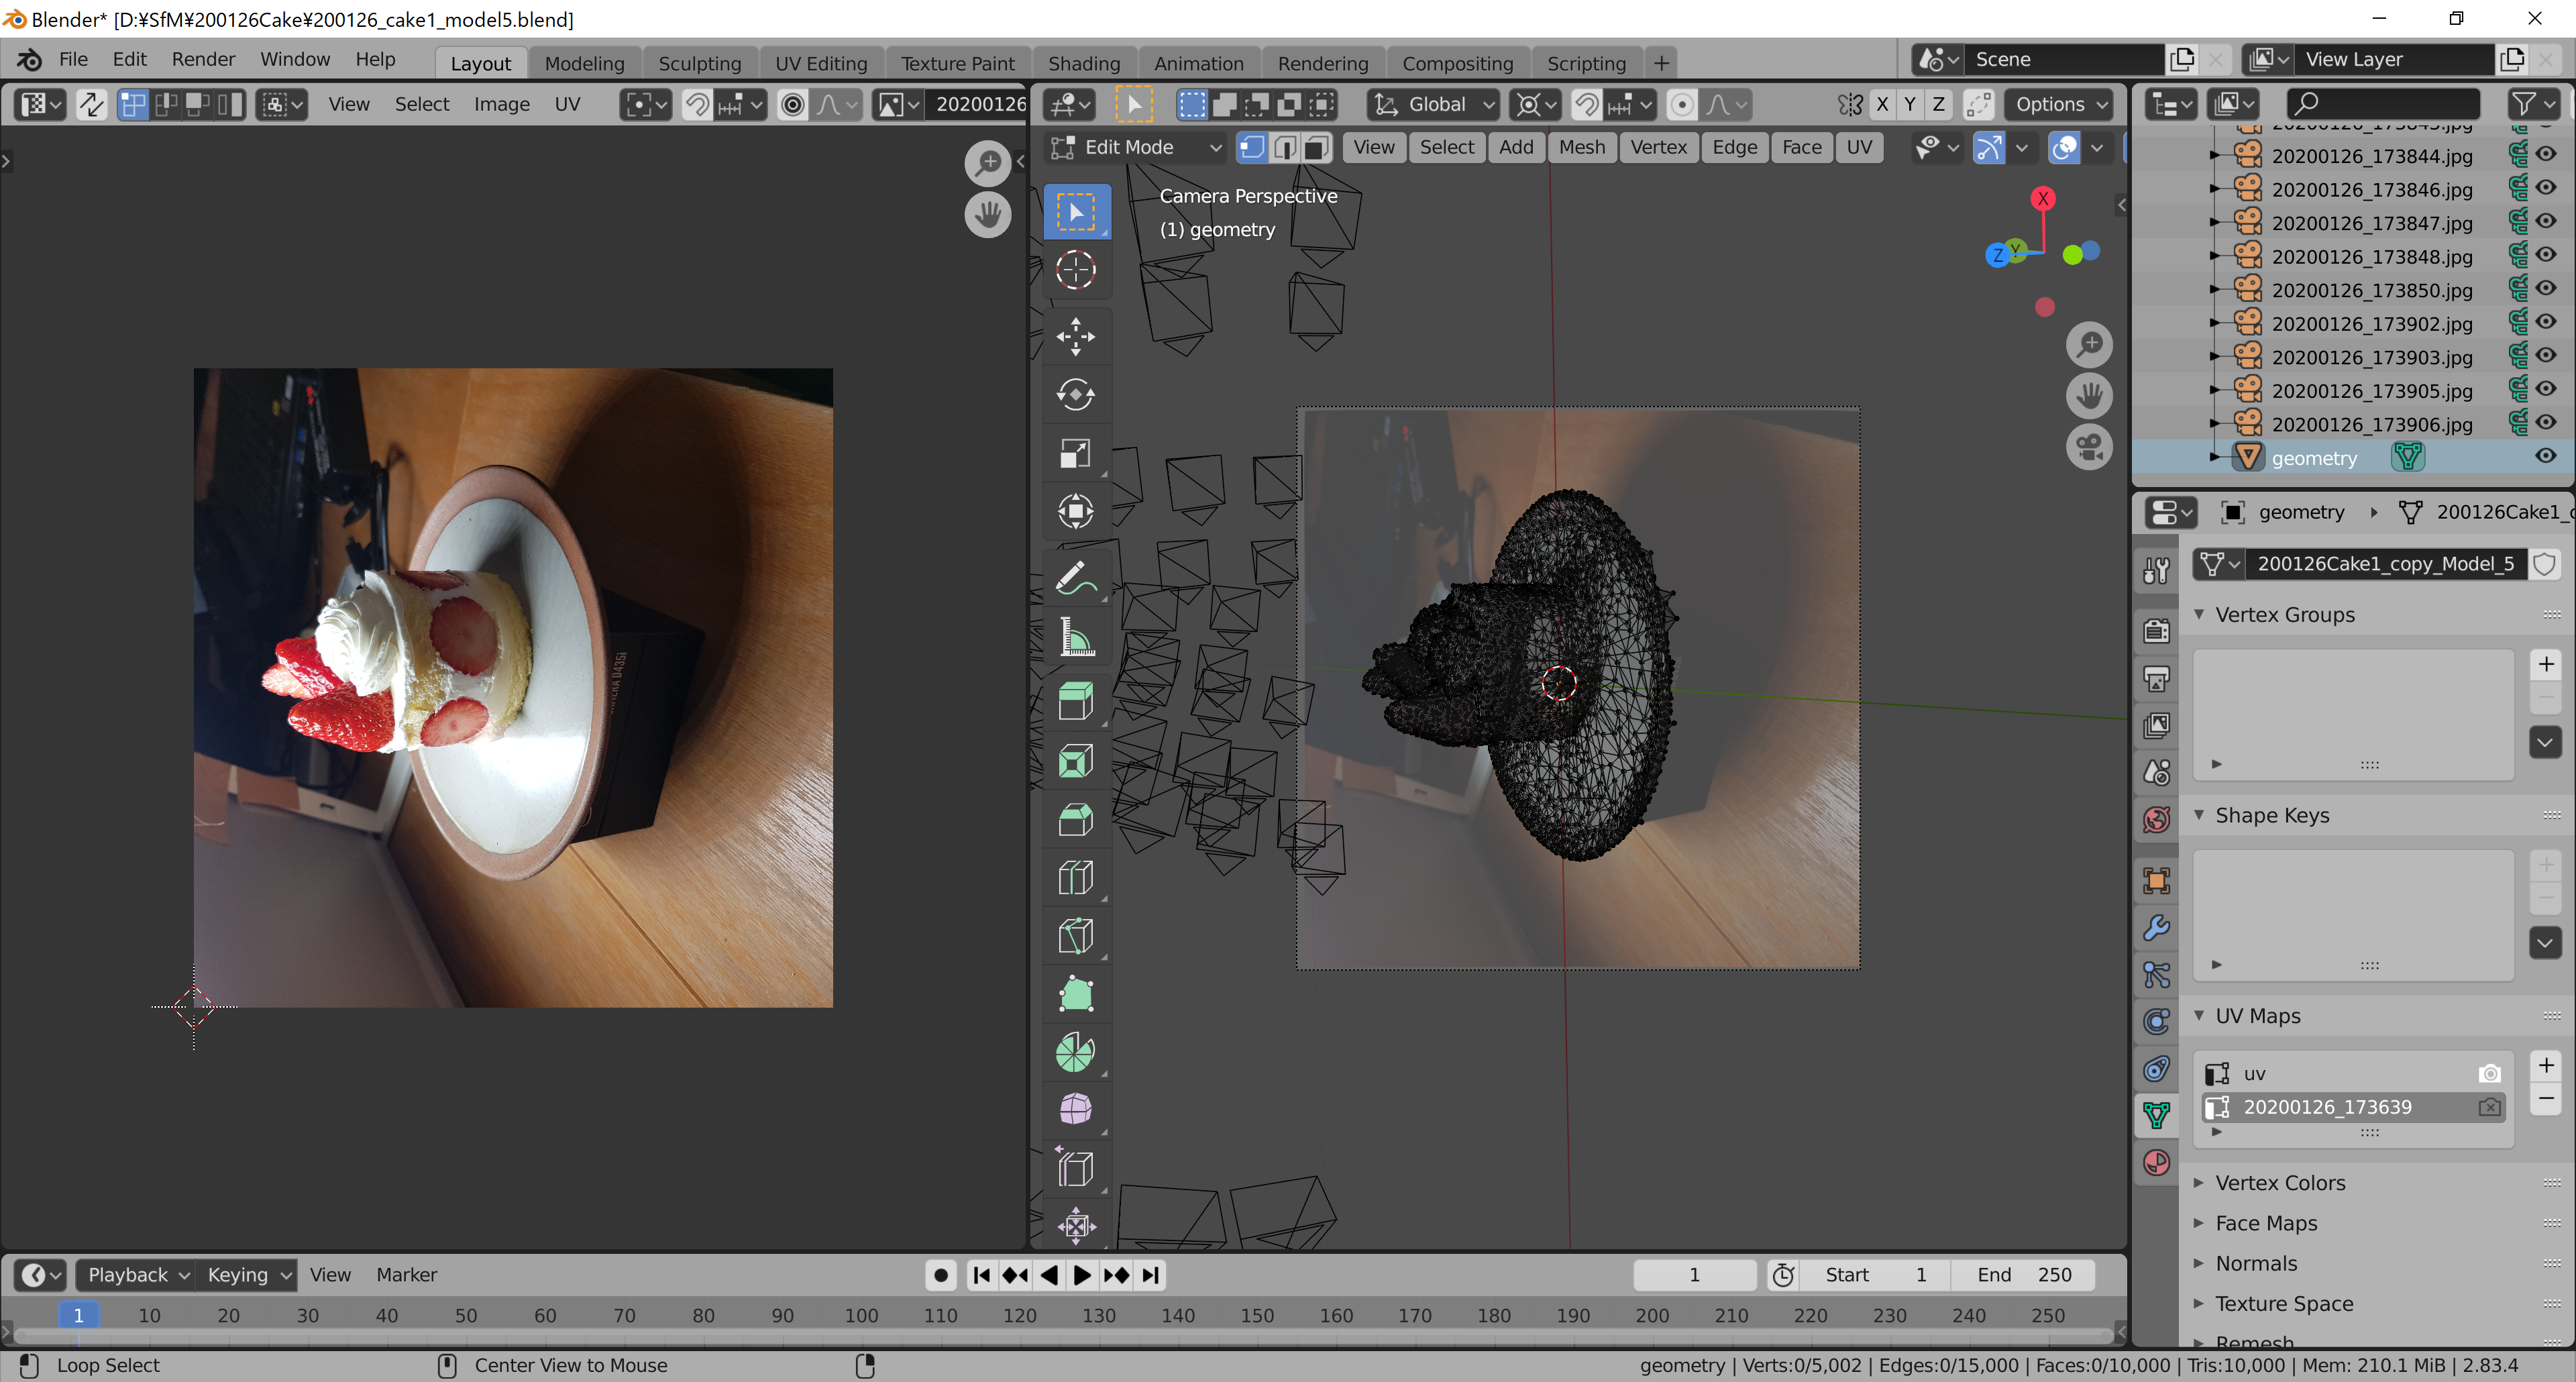 Blender* [D:¥SfM¥200126Cake¥200126_cake1_model5.blend]
File Edit Render Window Help Layout Modeling Sculpting UV Editing Texture Paint Shading Animation Rendering Compositing Scripting + Scene View Layer
View Select Image UV 20200126 Global X Y Z Options
Edit Mode View Select Add Mesh Vertex Edge Face UV
Camera Perspective
(1) geometry
X
Y
Z
20200126_173843.jpg
20200126_173844.jpg
20200126_173846.jpg
20200126_173847.jpg
20200126_173848.jpg
20200126_173850.jpg
20200126_173902.jpg
20200126_173903.jpg
20200126_173905.jpg
20200126_173906.jpg
geometry
geometry 200126Cake1_c
200126Cake1_copy_Model_5
Vertex Groups
Shape Keys
UV Maps
uv
20200126_173639
Vertex Colors
Face Maps
Normals
Texture Space
Remesh
D435i
Playback Keying View Marker 1 Start 1 End 250
1 10 20 30 40 50 60 70 80 90 100 110 120 130 140 150 160 170 180 190 200 210 220 230 240 250
Loop Select Center View to Mouse geometry | Verts:0/5,002 | Edges:0/15,000 | Faces:0/10,000 | Tris:10,000 | Mem: 210.1 MiB | 2.83.4